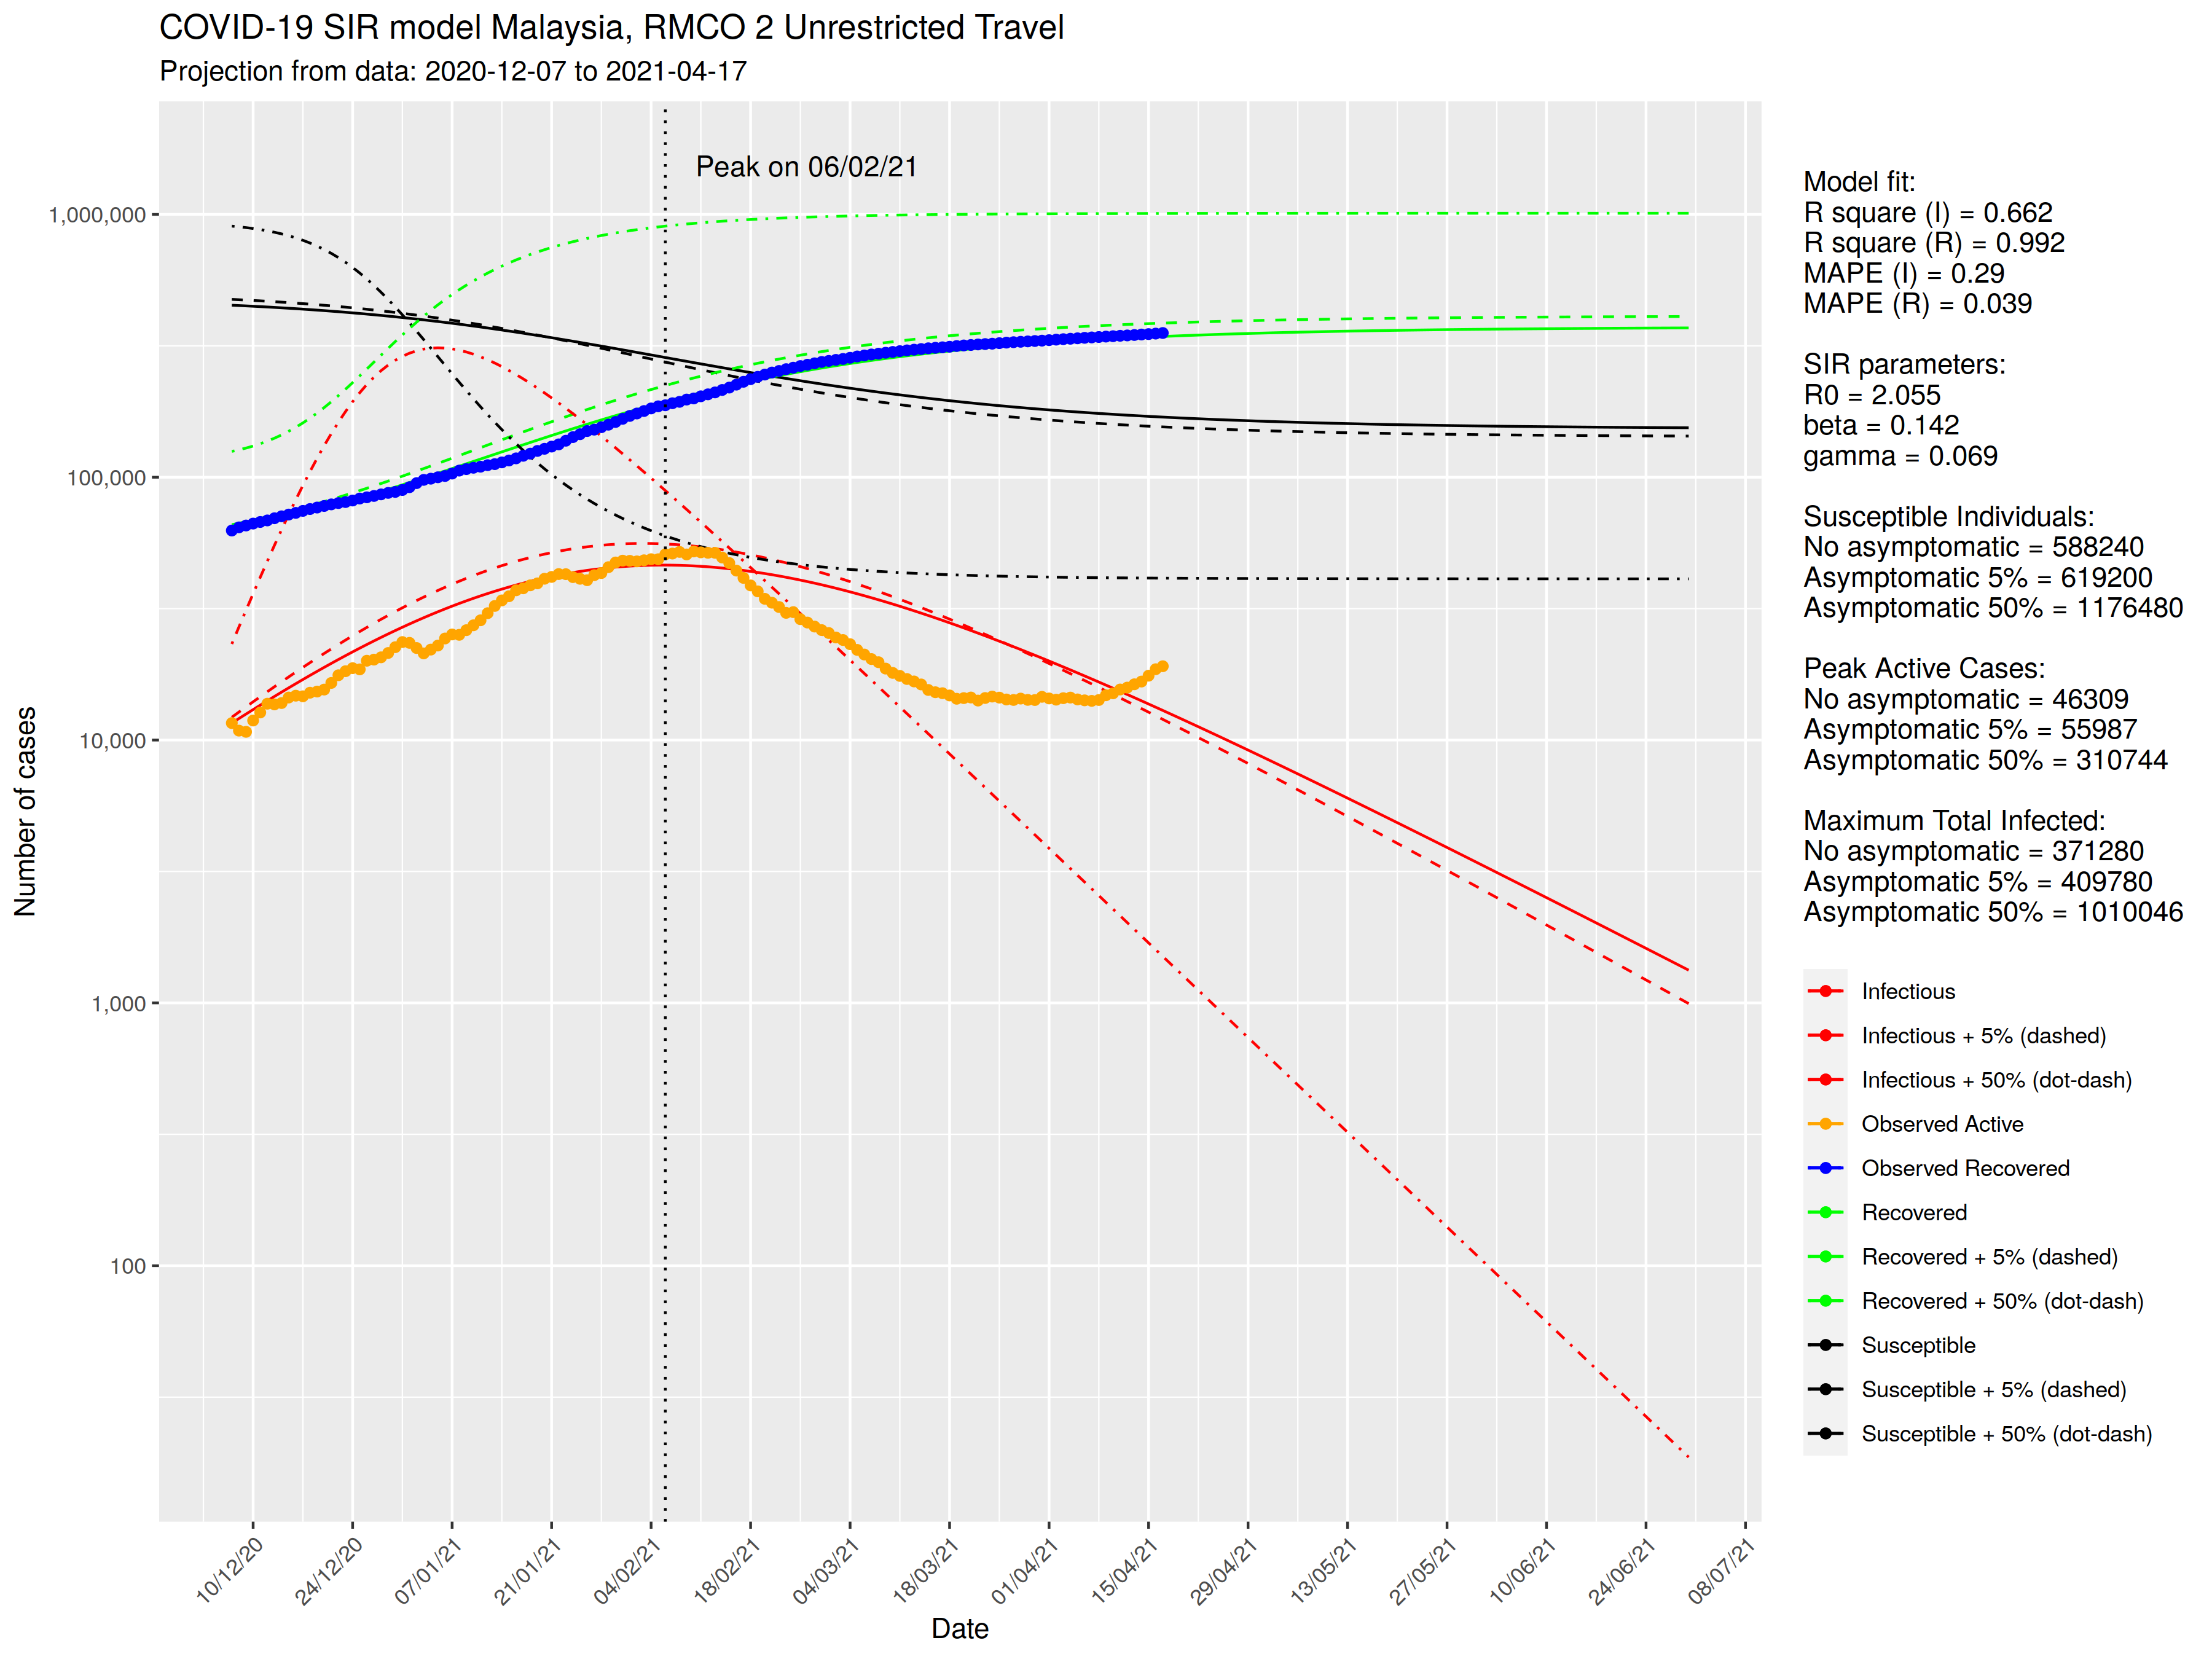 COVID-19 SIR model Malaysia, RMCO 2 Unrestricted Travel
Projection from data: 2020-12-07 to 2021-04-17
Peak on 06/02/21
1,000,000
100,000
10,000
1,000
100
Number of cases
10/12/20
24/12/20
07/01/21
21/01/21
04/02/21
18/02/21
04/03/21
18/03/21
01/04/21
15/04/21
29/04/21
13/05/21
27/05/21
10/06/21
24/06/21
08/07/21
Date
Model fit:
R square (I) = 0.662
R square (R) = 0.992
MAPE (I) = 0.29
MAPE (R) = 0.039
SIR parameters:
R0 = 2.055
beta = 0.142
gamma = 0.069
Susceptible Individuals:
No asymptomatic = 588240
Asymptomatic 5% = 619200
Asymptomatic 50% = 1176480
Peak Active Cases:
No asymptomatic = 46309
Asymptomatic 5% = 55987
Asymptomatic 50% = 310744
Maximum Total Infected:
No asymptomatic = 371280
Asymptomatic 5% = 409780
Asymptomatic 50% = 1010046
Infectious
Infectious + 5% (dashed)
Infectious + 50% (dot-dash)
Observed Active
Observed Recovered
Recovered
Recovered + 5% (dashed)
Recovered + 50% (dot-dash)
Susceptible
Susceptible + 5% (dashed)
Susceptible + 50% (dot-dash)